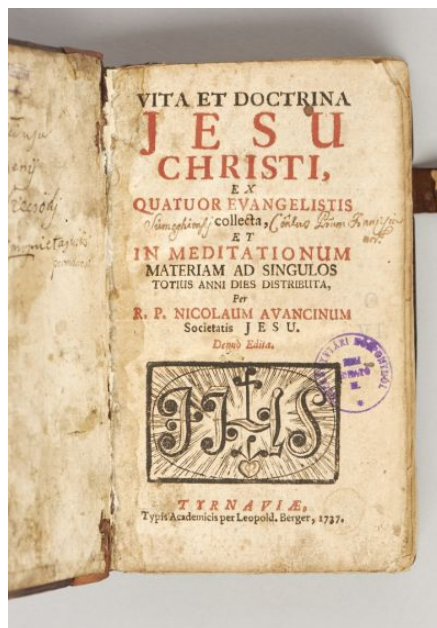 VITA ET DOCTRINA
JESU
CHRISTI,
EX
QUATUOR EVANGELISTIS
collecta,
ET
IN MEDITATIONUM
MATERIAM AD SINGULOS
TOTIUS ANNI DIES DISTRIBUTA,
Per
R. P. NICOLAUM AVANCINUM
Societatis JESU.
Denuò Edita.
IHS
TYRNAVIÆ,
Typis Academicis per Leopold. Berger, 1737.